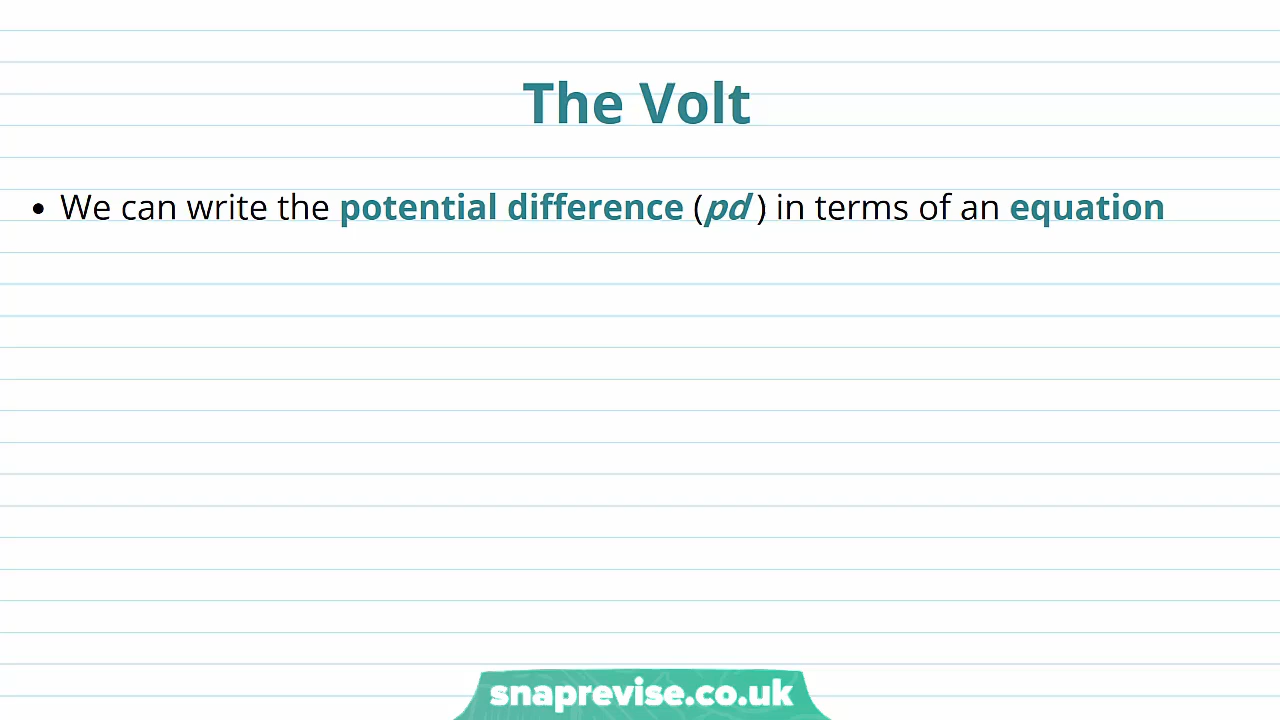 The Volt
• We can write the potential difference (pd) in terms of an equation
snaprevise.co.uk